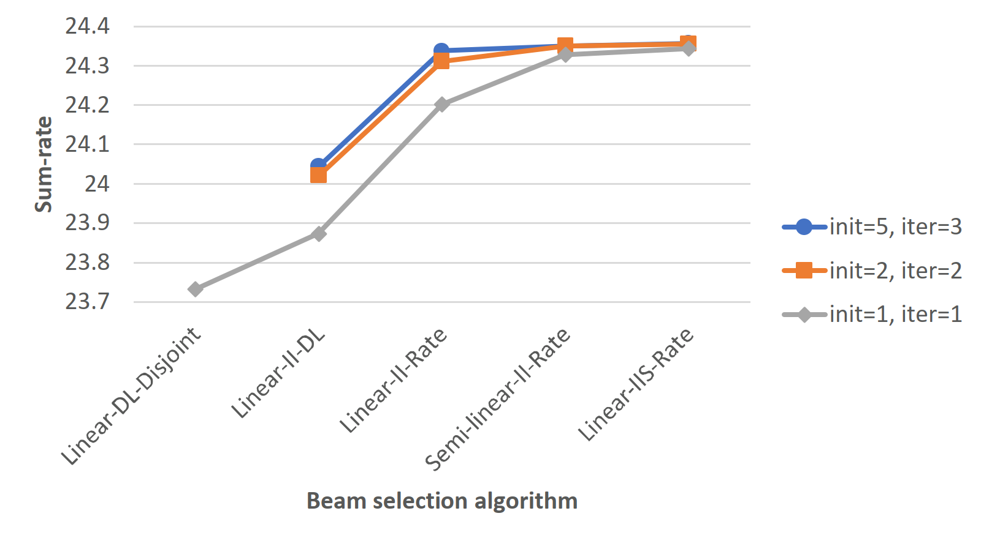 24.4
24.3
24.2
24.1
24
23.9
23.8
23.7
Sum-rate
Linear-DL-Disjoint
Linear-II-DL
Linear-II-Rate
Semi-linear-II-Rate
Linear-IIS-Rate
Beam selection algorithm
init=5, iter=3
init=2, iter=2
init=1, iter=1